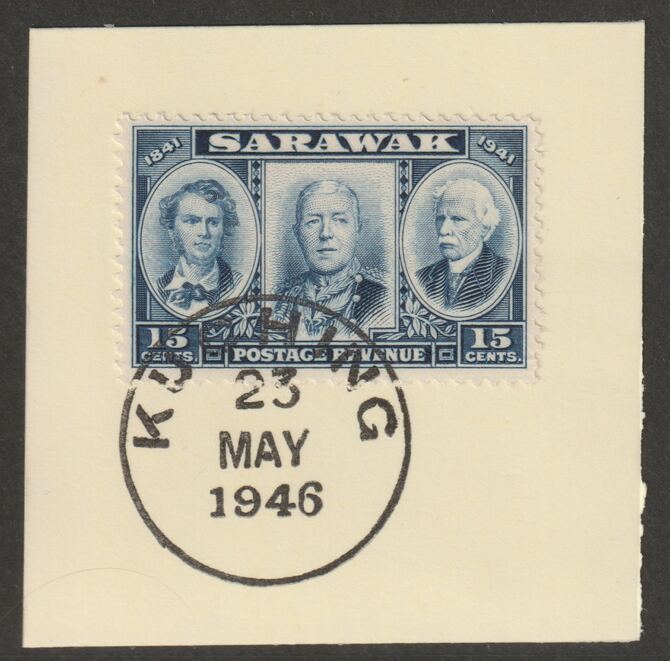 SARAWAK
1841 1941
15 CENTS. POSTAGE REVENUE 15 CENTS.
KUCHING
23
MAY
1946